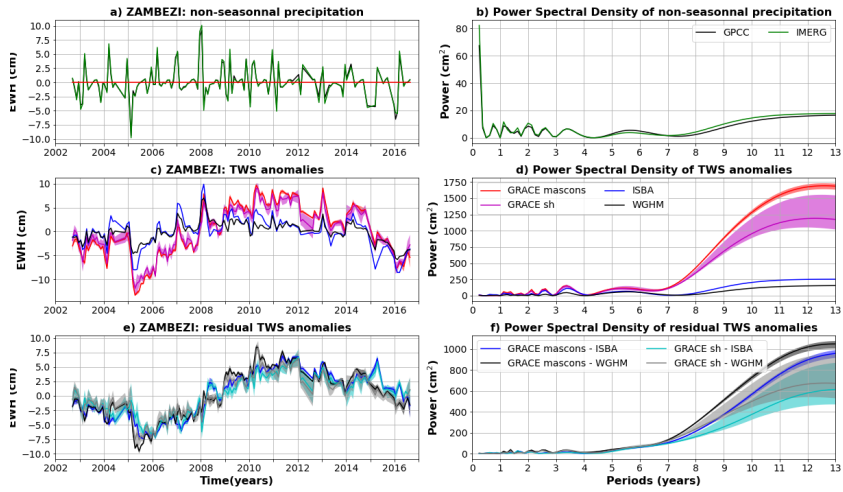 a) ZAMBEZI: non-seasonnal precipitation
EWH (cm)
10.0
7.5
5.0
2.5
0.0
−2.5
−5.0
−7.5
−10.0
2002 2004 2006 2008 2010 2012 2014 2016
b) Power Spectral Density of non-seasonnal precipitation
Power (cm²)
80
60
40
20
0
GPCC IMERG
0 1 2 3 4 5 6 7 8 9 10 11 12 13
c) ZAMBEZI: TWS anomalies
EWH (cm)
10
5
0
−5
−10
2002 2004 2006 2008 2010 2012 2014 2016
d) Power Spectral Density of TWS anomalies
Power (cm²)
1750
1500
1250
1000
750
500
250
0
GRACE mascons ISBA
GRACE sh WGHM
0 1 2 3 4 5 6 7 8 9 10 11 12 13
e) ZAMBEZI: residual TWS anomalies
EWH (cm)
10.0
7.5
5.0
2.5
0.0
−2.5
−5.0
−7.5
−10.0
2002 2004 2006 2008 2010 2012 2014 2016
Time(years)
f) Power Spectral Density of residual TWS anomalies
Power (cm²)
1000
800
600
400
200
0
GRACE mascons - ISBA GRACE sh - ISBA
GRACE mascons - WGHM GRACE sh - WGHM
0 1 2 3 4 5 6 7 8 9 10 11 12 13
Periods (years)